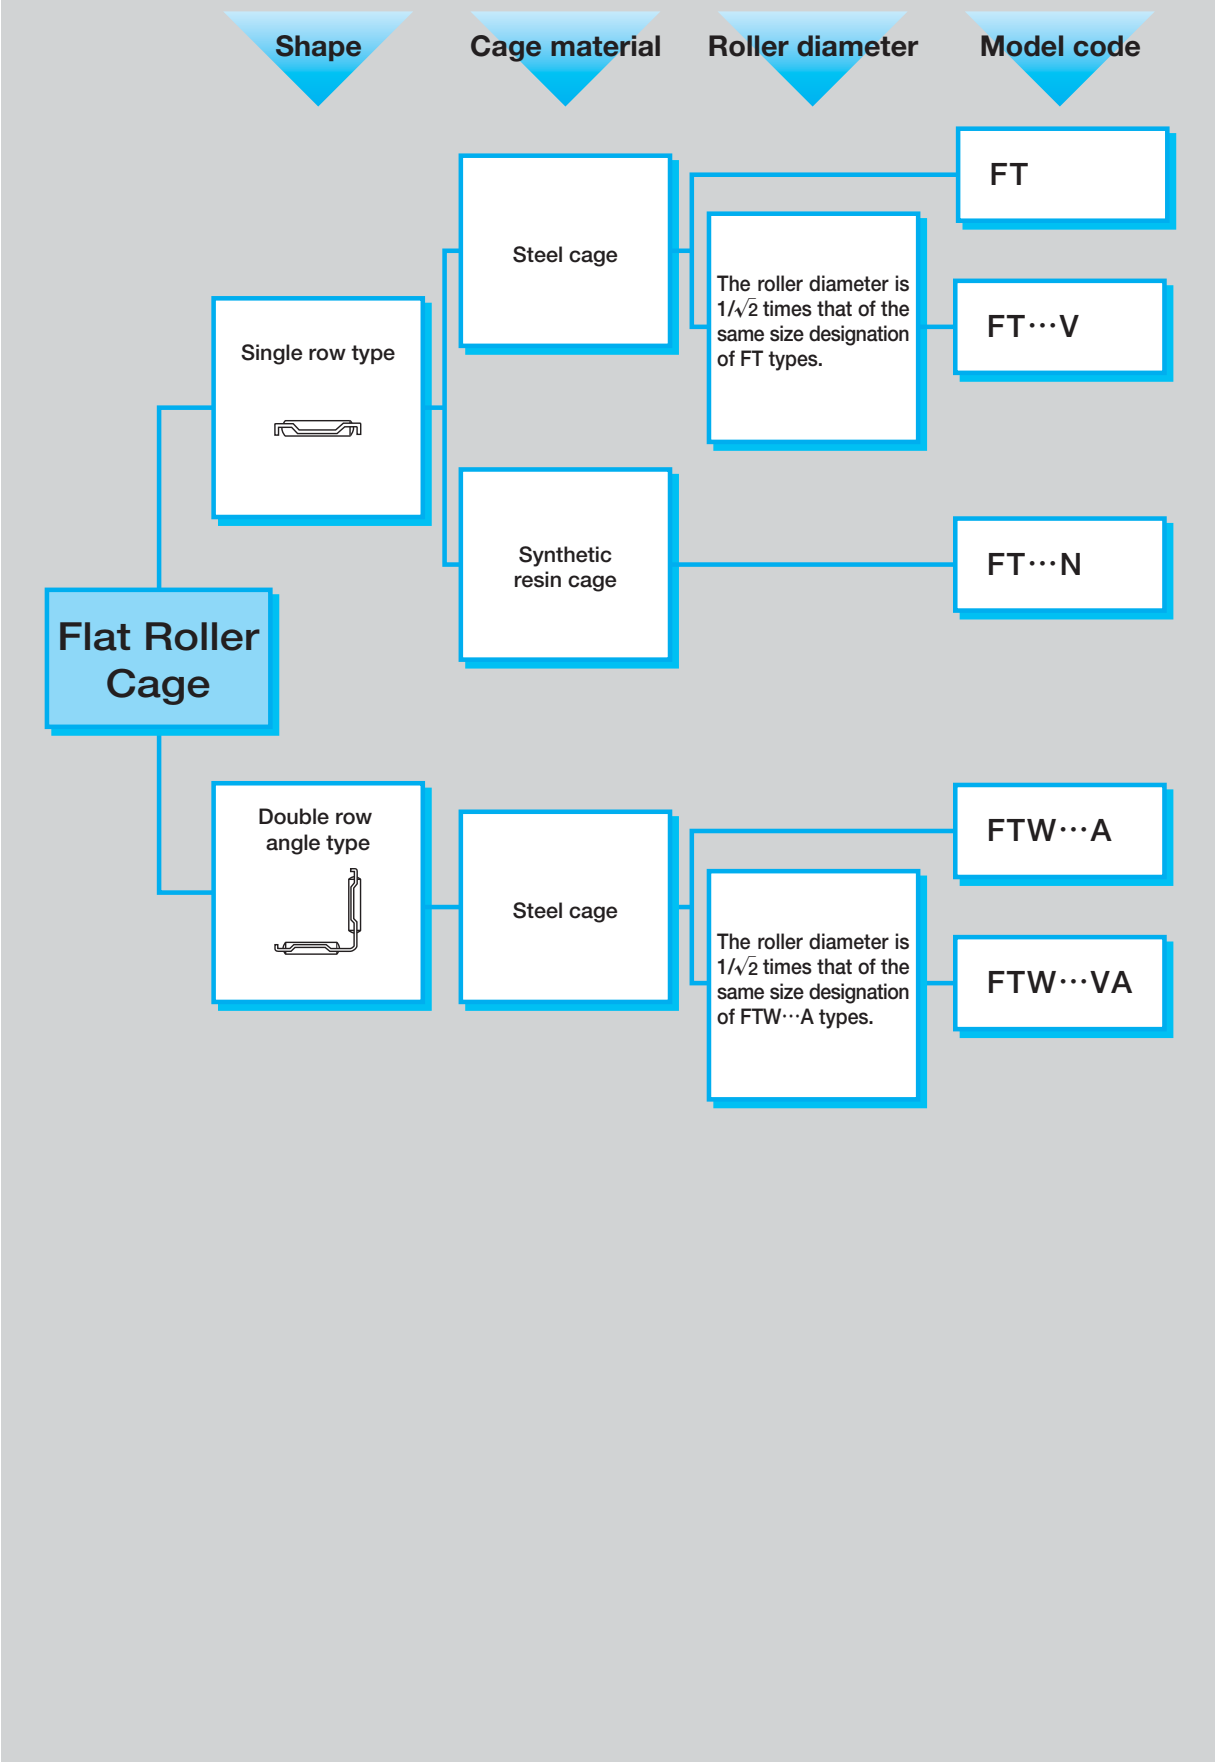 Shape
Cage material
Roller diameter
Model code
FT
Steel cage
The roller diameter is
1/√2 times that of the
same size designation
of FT types.
FT···V
Single row type
Synthetic
resin cage
FT···N
Flat Roller
Cage
Double row
angle type
Steel cage
FTW···A
The roller diameter is
1/√2 times that of the
same size designation
of FTW···A types.
FTW···VA